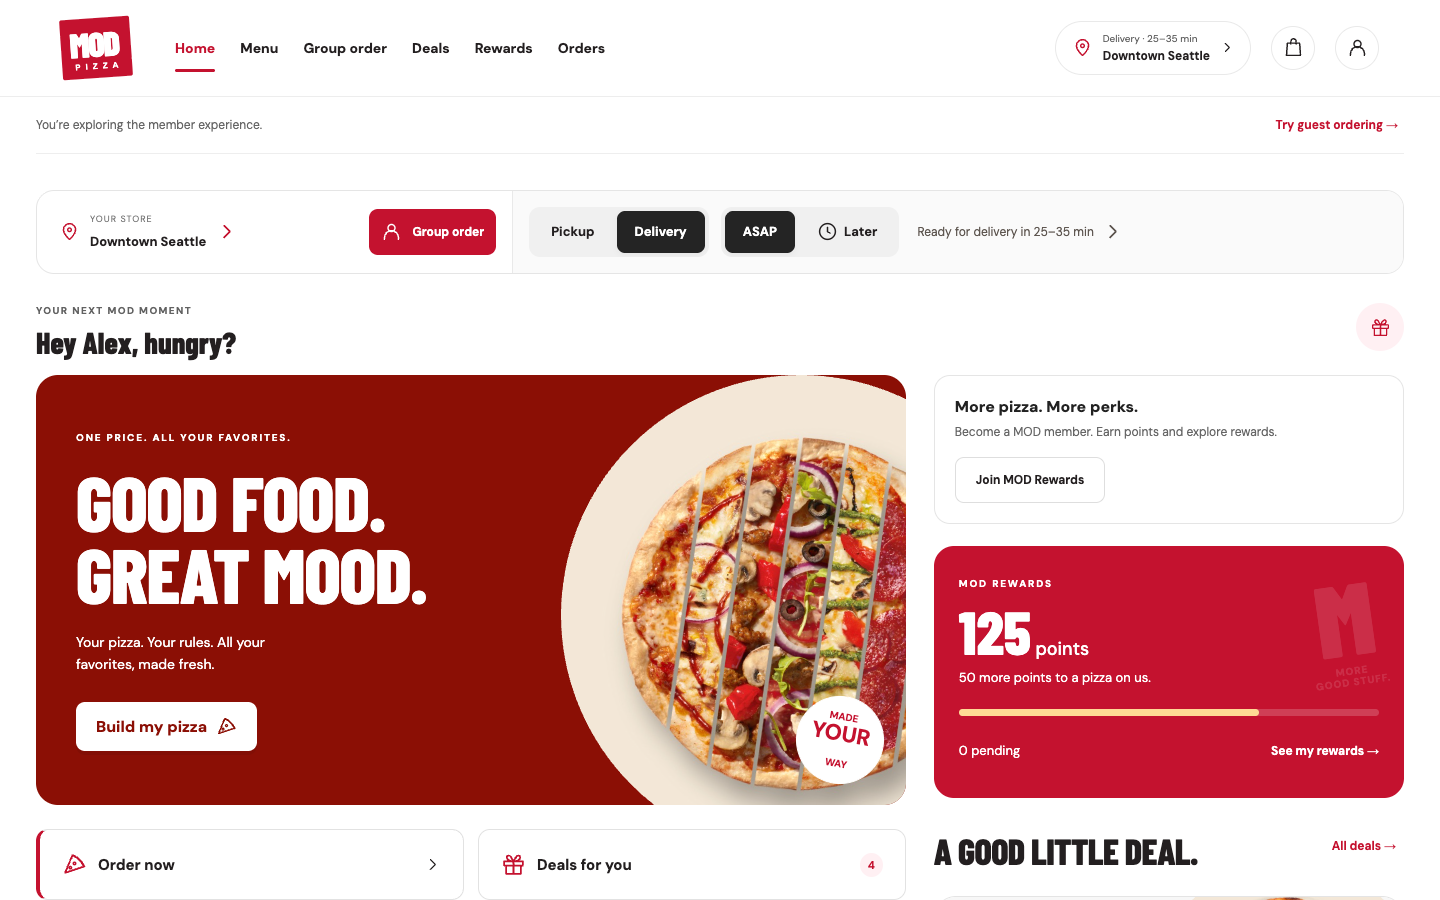 MOD
PIZZA
Home
Menu
Group order
Deals
Rewards
Orders
Delivery · 25–35 min
Downtown Seattle
You're exploring the member experience.
Try guest ordering →
YOUR STORE
Downtown Seattle
Group order
Pickup
Delivery
ASAP
Later
Ready for delivery in 25–35 min
YOUR NEXT MOD MOMENT
Hey Alex, hungry?
ONE PRICE. ALL YOUR FAVORITES.
GOOD FOOD.
GREAT MOOD.
Your pizza. Your rules. All your
favorites, made fresh.
Build my pizza
MADE
YOUR
WAY
More pizza. More perks.
Become a MOD member. Earn points and explore rewards.
Join MOD Rewards
MOD REWARDS
125 points
50 more points to a pizza on us.
0 pending
See my rewards →
M
MORE
GOOD STUFF.
Order now
Deals for you
4
A GOOD LITTLE DEAL.
All deals →